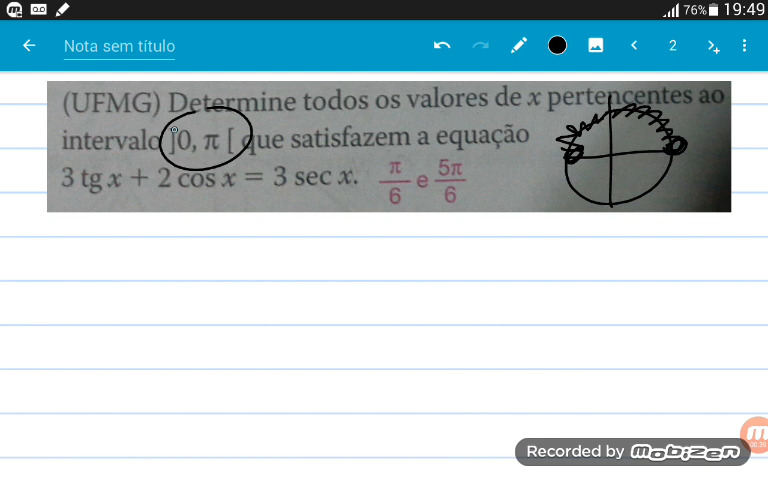 76% 19:49
Nota sem título 2
(UFMG) Determine todos os valores de x pertencentes ao
intervalo ]0, π [ que satisfazem a equação
3 tg x + 2 cos x = 3 sec x. π/6 e 5π/6
Recorded by mobizen